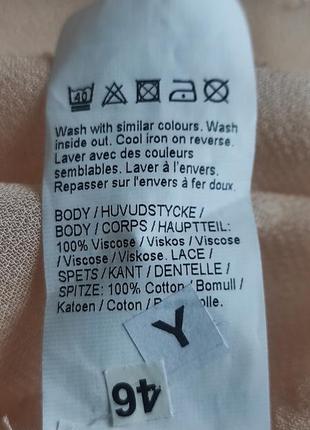 40
Wash with similar colours. Wash
inside out. Cool iron on reverse.
Laver avec des couleurs
semblables. Laver à l'envers.
Repasser sur l'envers à fer doux.
BODY / HUVUDSTYCKE /
BODY / CORPS / HAUPTTEIL:
100% Viscose / Viskos / Viscose
/ Viscose / Viskose. LACE /
SPETS / KANT / DENTELLE /
SPITZE: 100% Cotton / Bomull /
Katoen / Coton /
Y
46